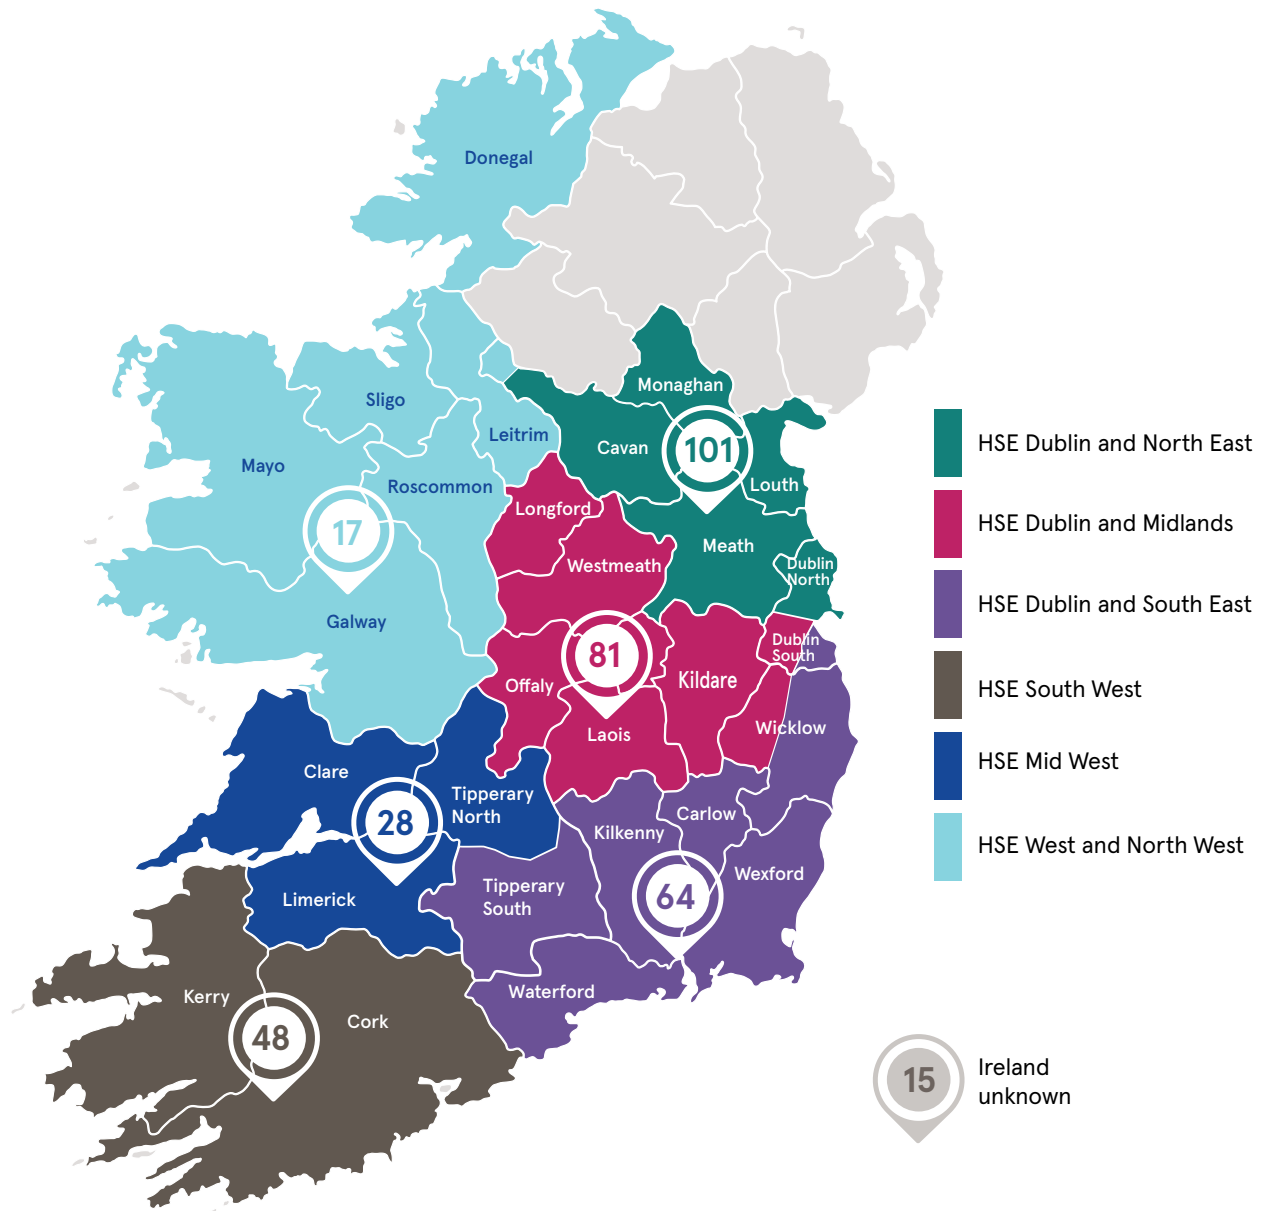 Donegal
Monaghan
Sligo
Leitrim
Cavan
101
HSE Dublin and North East
Mayo
Roscommon
Louth
Longford
17
HSE Dublin and Midlands
Meath
Westmeath
Dublin
North
Galway
HSE Dublin and South East
81
Dublin
South
Offaly
Kildare
HSE South West
Laois
Wicklow
Clare
HSE Mid West
Tipperary
North
28
Kilkenny
Carlow
HSE West and North West
Wexford
Limerick
Tipperary
South
64
Kerry
Waterford
Cork
48
15
Ireland
unknown